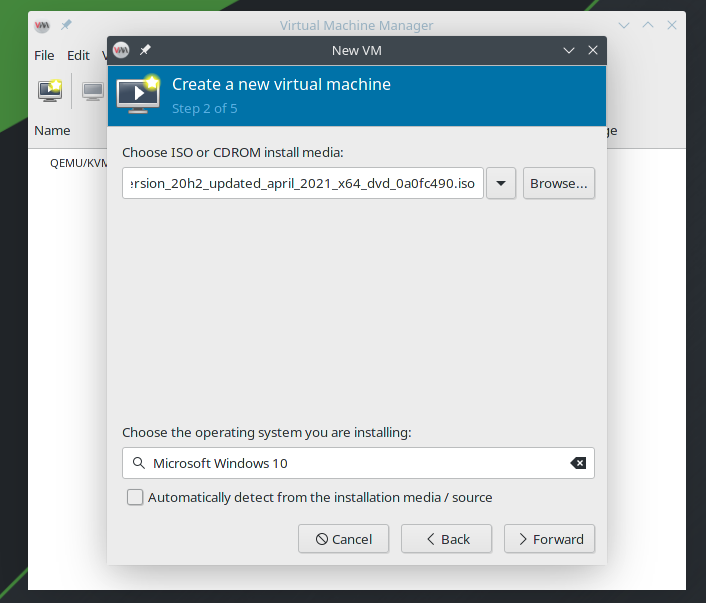 Virtual Machine Manager
File Edit V
New VM
Create a new virtual machine
Step 2 of 5
Name
ge
QEMU/KVM
Choose ISO or CDROM install media:
ersion_20h2_updated_april_2021_x64_dvd_0a0fc490.iso
Browse...
Choose the operating system you are installing:
Microsoft Windows 10
Automatically detect from the installation media / source
Cancel Back Forward